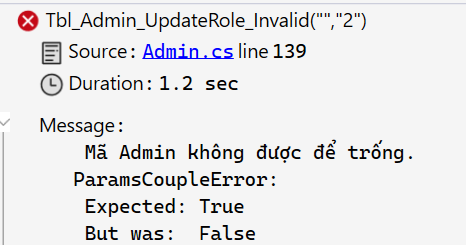 Tbl_Admin_UpdateRole_Invalid("","2")
Source: Admin.cs line 139
Duration: 1.2 sec
Message:
Mã Admin không được để trống.
ParamsCoupleError:
Expected: True
But was: False